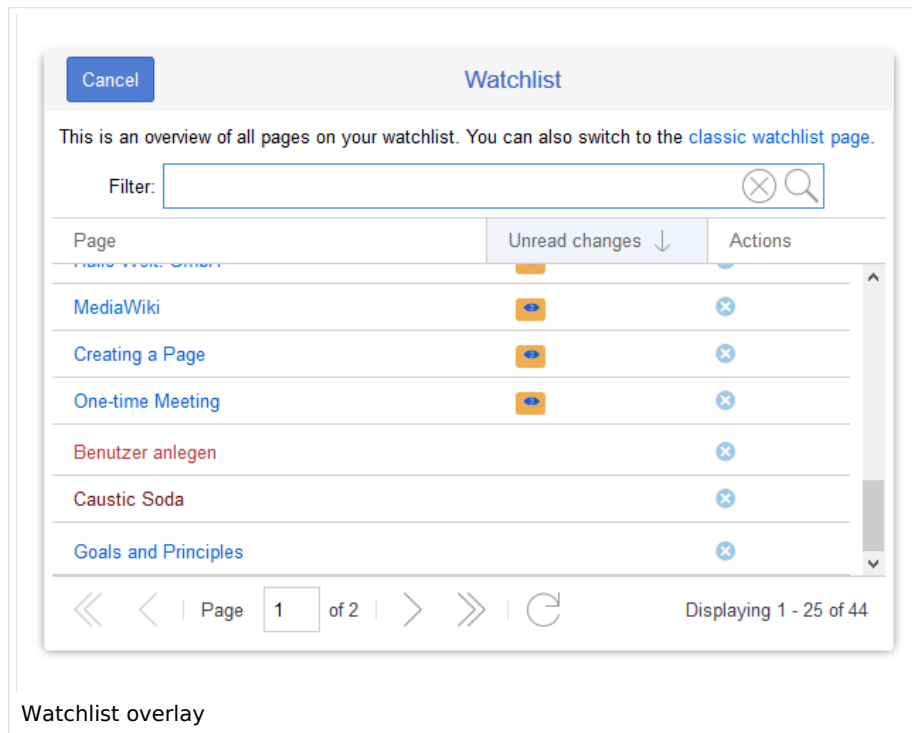 Cancel
Watchlist
This is an overview of all pages on your watchlist. You can also switch to the classic watchlist page.
Filter:
Page Unread changes Actions
MediaWiki
Creating a Page
One-time Meeting
Benutzer anlegen
Caustic Soda
Goals and Principles
Page 1 of 2 Displaying 1 - 25 of 44
Watchlist overlay